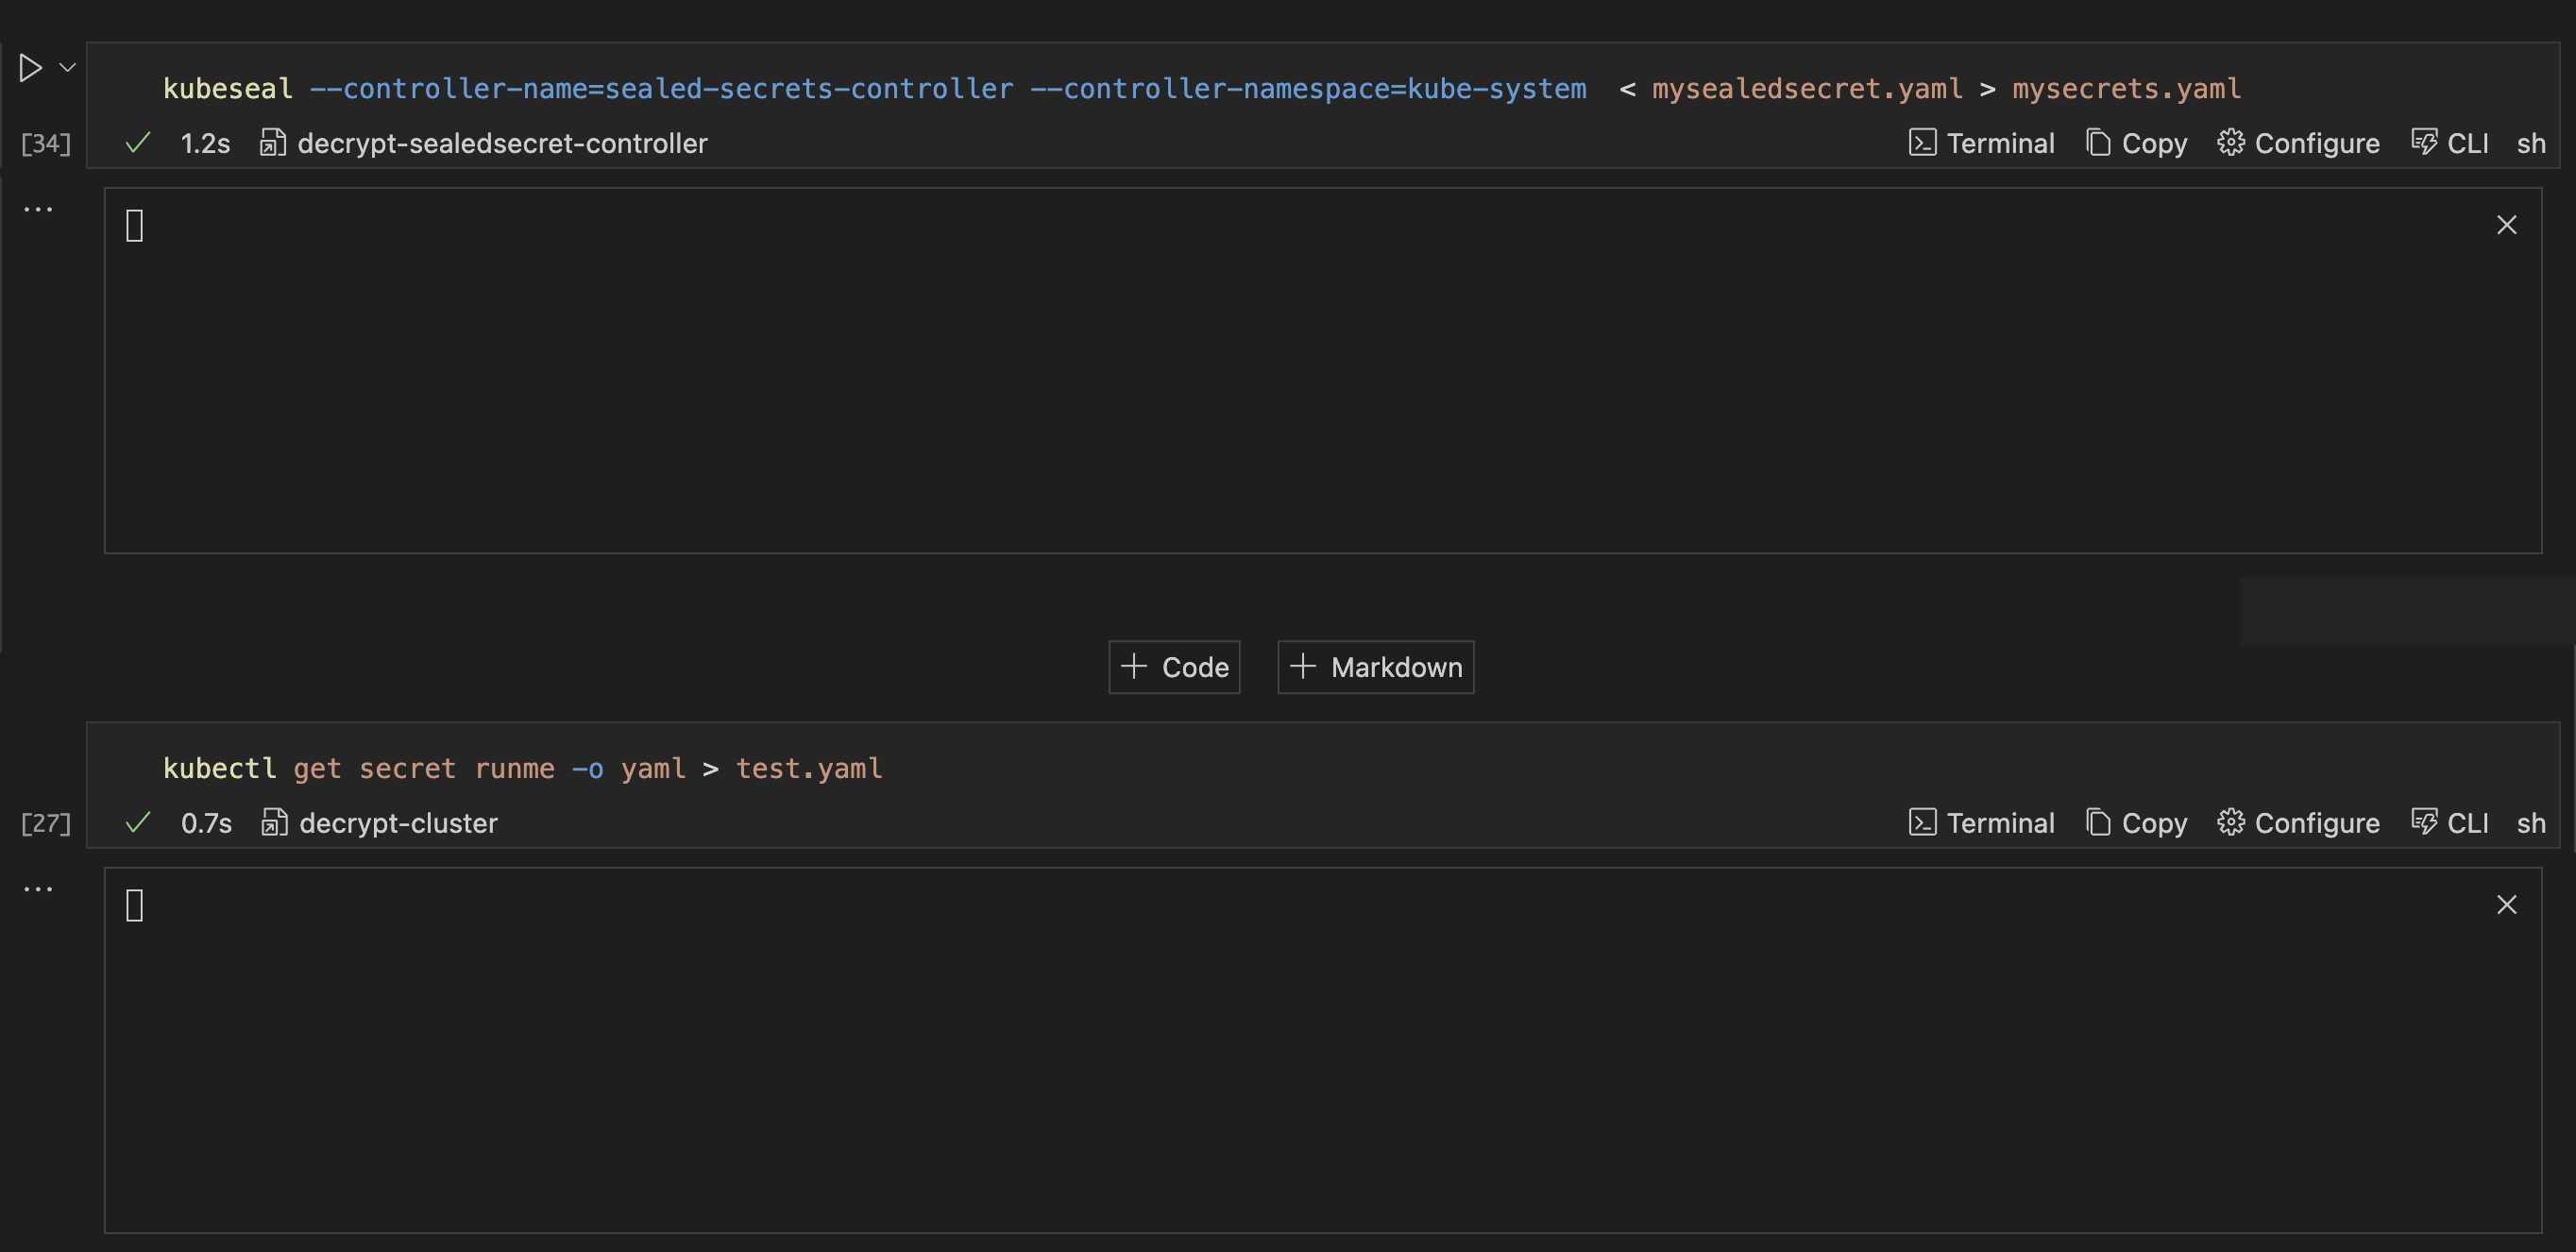 kubeseal --controller-name=sealed-secrets-controller --controller-namespace=kube-system  < mysealedsecret.yaml > mysecrets.yaml
[34] 1.2s decrypt-sealedsecret-controller Terminal Copy Configure CLI sh
Code Markdown
kubectl get secret runme -o yaml > test.yaml
[27] 0.7s decrypt-cluster Terminal Copy Configure CLI sh